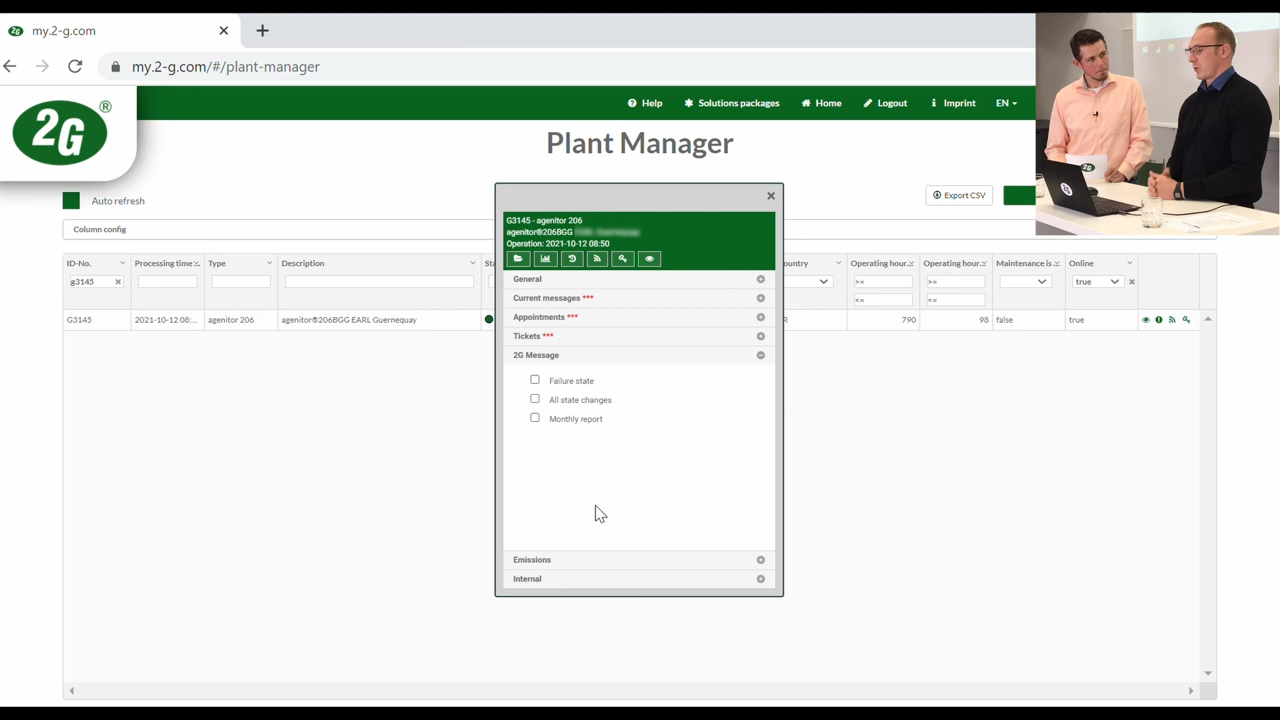 2G my.2-g.com
my.2-g.com/#/plant-manager
2G®
Help Solutions packages Home Logout Imprint EN
Plant Manager
Auto refresh
Export CSV
Column config
ID-No. Processing time... Type Description Operating hour... Operating hour... Maintenance is... Online
g3145 >= >= true
<= <=
G3145 2021-10-12 08:... agenitor 206 agenitor®206BGG EARL Guernequay 790 98 false true
G3145 - agenitor 206
agenitor®206BGG
Operation: 2021-10-12 08:50
General
Current messages ***
Appointments ***
Tickets ***
2G Message
Failure state
All state changes
Monthly report
Emissions
Internal
2G
2G